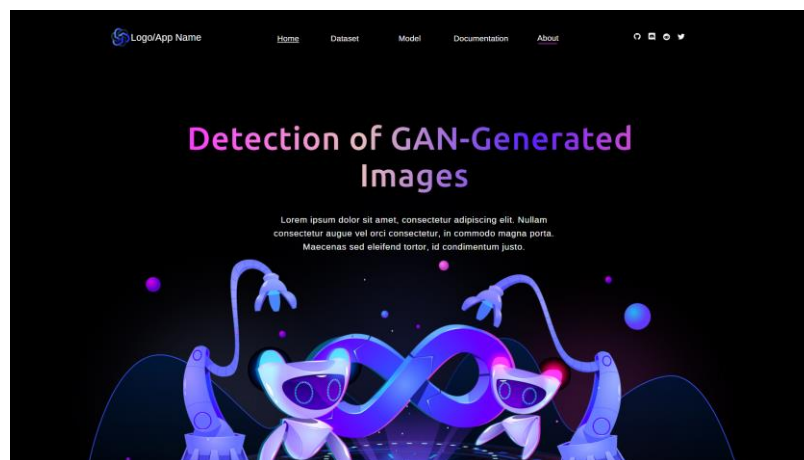 Logo/App Name
Home
Dataset
Model
Documentation
About
Detection of GAN-Generated
Images
Lorem ipsum dolor sit amet, consectetur adipiscing elit. Nullam
consectetur augue vel orci consectetur, in commodo magna porta.
Maecenas sed eleifend tortor, id condimentum justo.